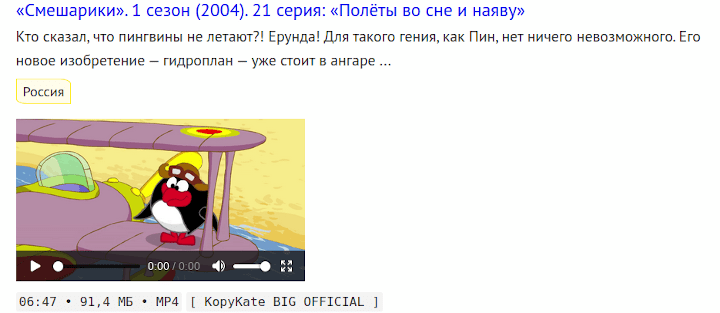 «Смешарики». 1 сезон (2004). 21 серия: «Полёты во сне и наяву»
Кто сказал, что пингвины не летают?! Ерунда! Для такого гения, как Пин, нет ничего невозможного. Его
новое изобретение — гидроплан — уже стоит в ангаре ...
Россия
0:00 / 0:00
06:47 • 91,4 МБ • MP4 [ KopyKate BIG OFFICIAL ]